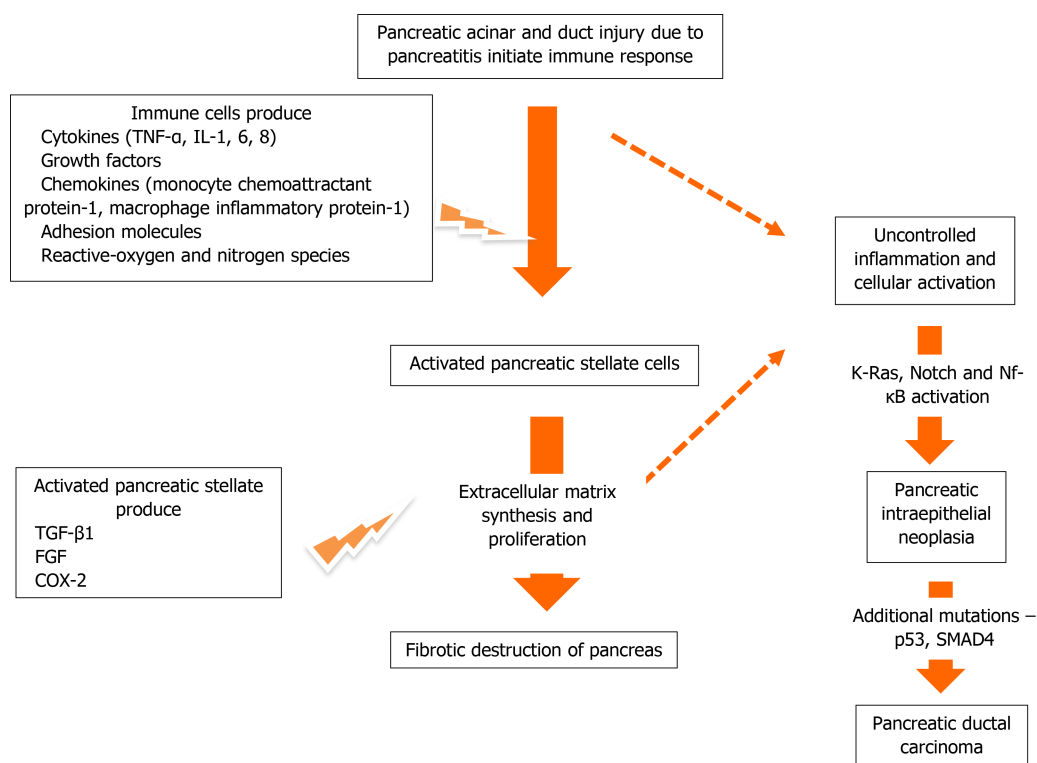 Pancreatic acinar and duct injury due to
pancreatitis initiate immune response
Immune cells produce
Cytokines (TNF-α, IL-1, 6, 8)
Growth factors
Chemokines (monocyte chemoattractant
protein-1, macrophage inflammatory protein-1)
Adhesion molecules
Reactive-oxygen and nitrogen species
Uncontrolled
inflammation and
cellular activation
Activated pancreatic stellate cells
K-Ras, Notch and Nf-
κB activation
Activated pancreatic stellate
produce
TGF-β1
FGF
COX-2
Extracellular matrix
synthesis and
proliferation
Pancreatic
intraepithelial
neoplasia
Fibrotic destruction of pancreas
Additional mutations –
p53, SMAD4
Pancreatic ductal
carcinoma